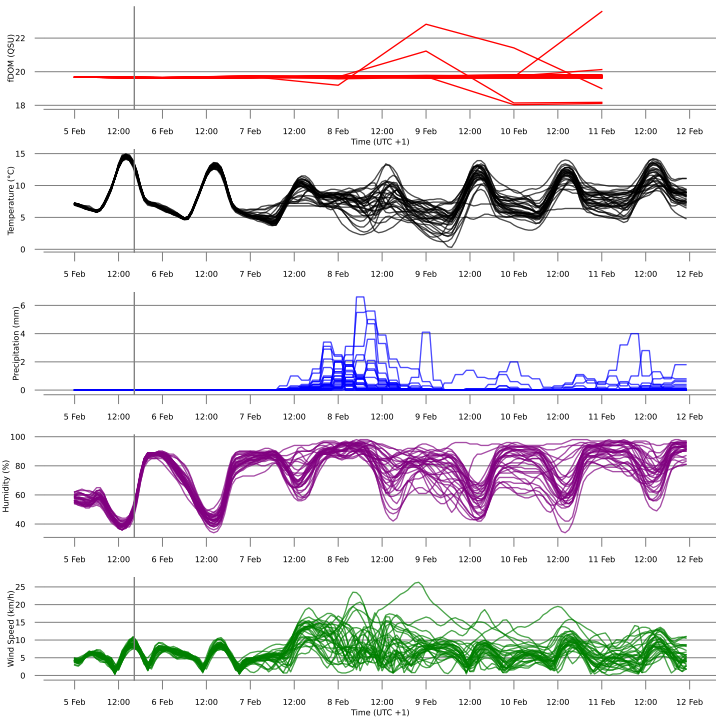 fDOM (QSU)
22
20
18
5 Feb 12:00 6 Feb 12:00 7 Feb 12:00 8 Feb 12:00 9 Feb 12:00 10 Feb 12:00 11 Feb 12:00 12 Feb
Time (UTC +1)
Temperature (°C)
15
10
5
0
5 Feb 12:00 6 Feb 12:00 7 Feb 12:00 8 Feb 12:00 9 Feb 12:00 10 Feb 12:00 11 Feb 12:00 12 Feb
Precipitation (mm)
6
4
2
0
5 Feb 12:00 6 Feb 12:00 7 Feb 12:00 8 Feb 12:00 9 Feb 12:00 10 Feb 12:00 11 Feb 12:00 12 Feb
Humidity (%)
100
80
60
40
5 Feb 12:00 6 Feb 12:00 7 Feb 12:00 8 Feb 12:00 9 Feb 12:00 10 Feb 12:00 11 Feb 12:00 12 Feb
Wind Speed (km/h)
25
20
15
10
5
0
5 Feb 12:00 6 Feb 12:00 7 Feb 12:00 8 Feb 12:00 9 Feb 12:00 10 Feb 12:00 11 Feb 12:00 12 Feb
Time (UTC +1)